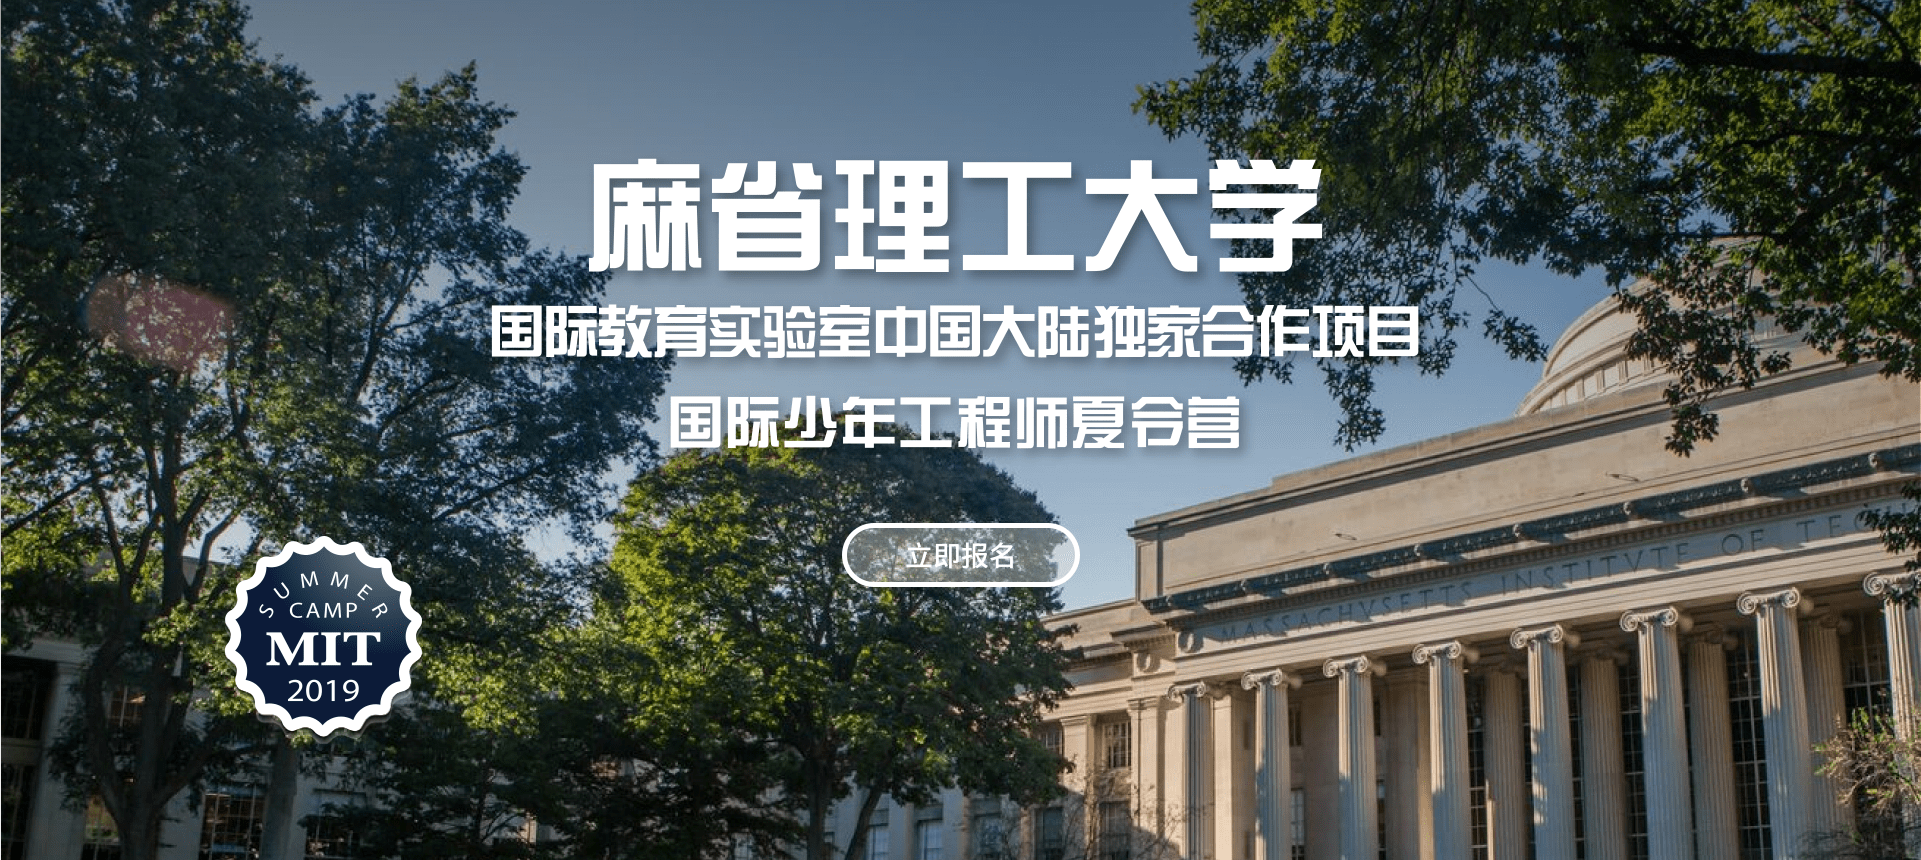 麻省理工大学
国际教育实验室中国大陆独家合作项目
国际少年工程师夏令营
立即报名
SUMMER
CAMP
MIT
2019
MASSACHVSETTS INSTITVTE OF TECH